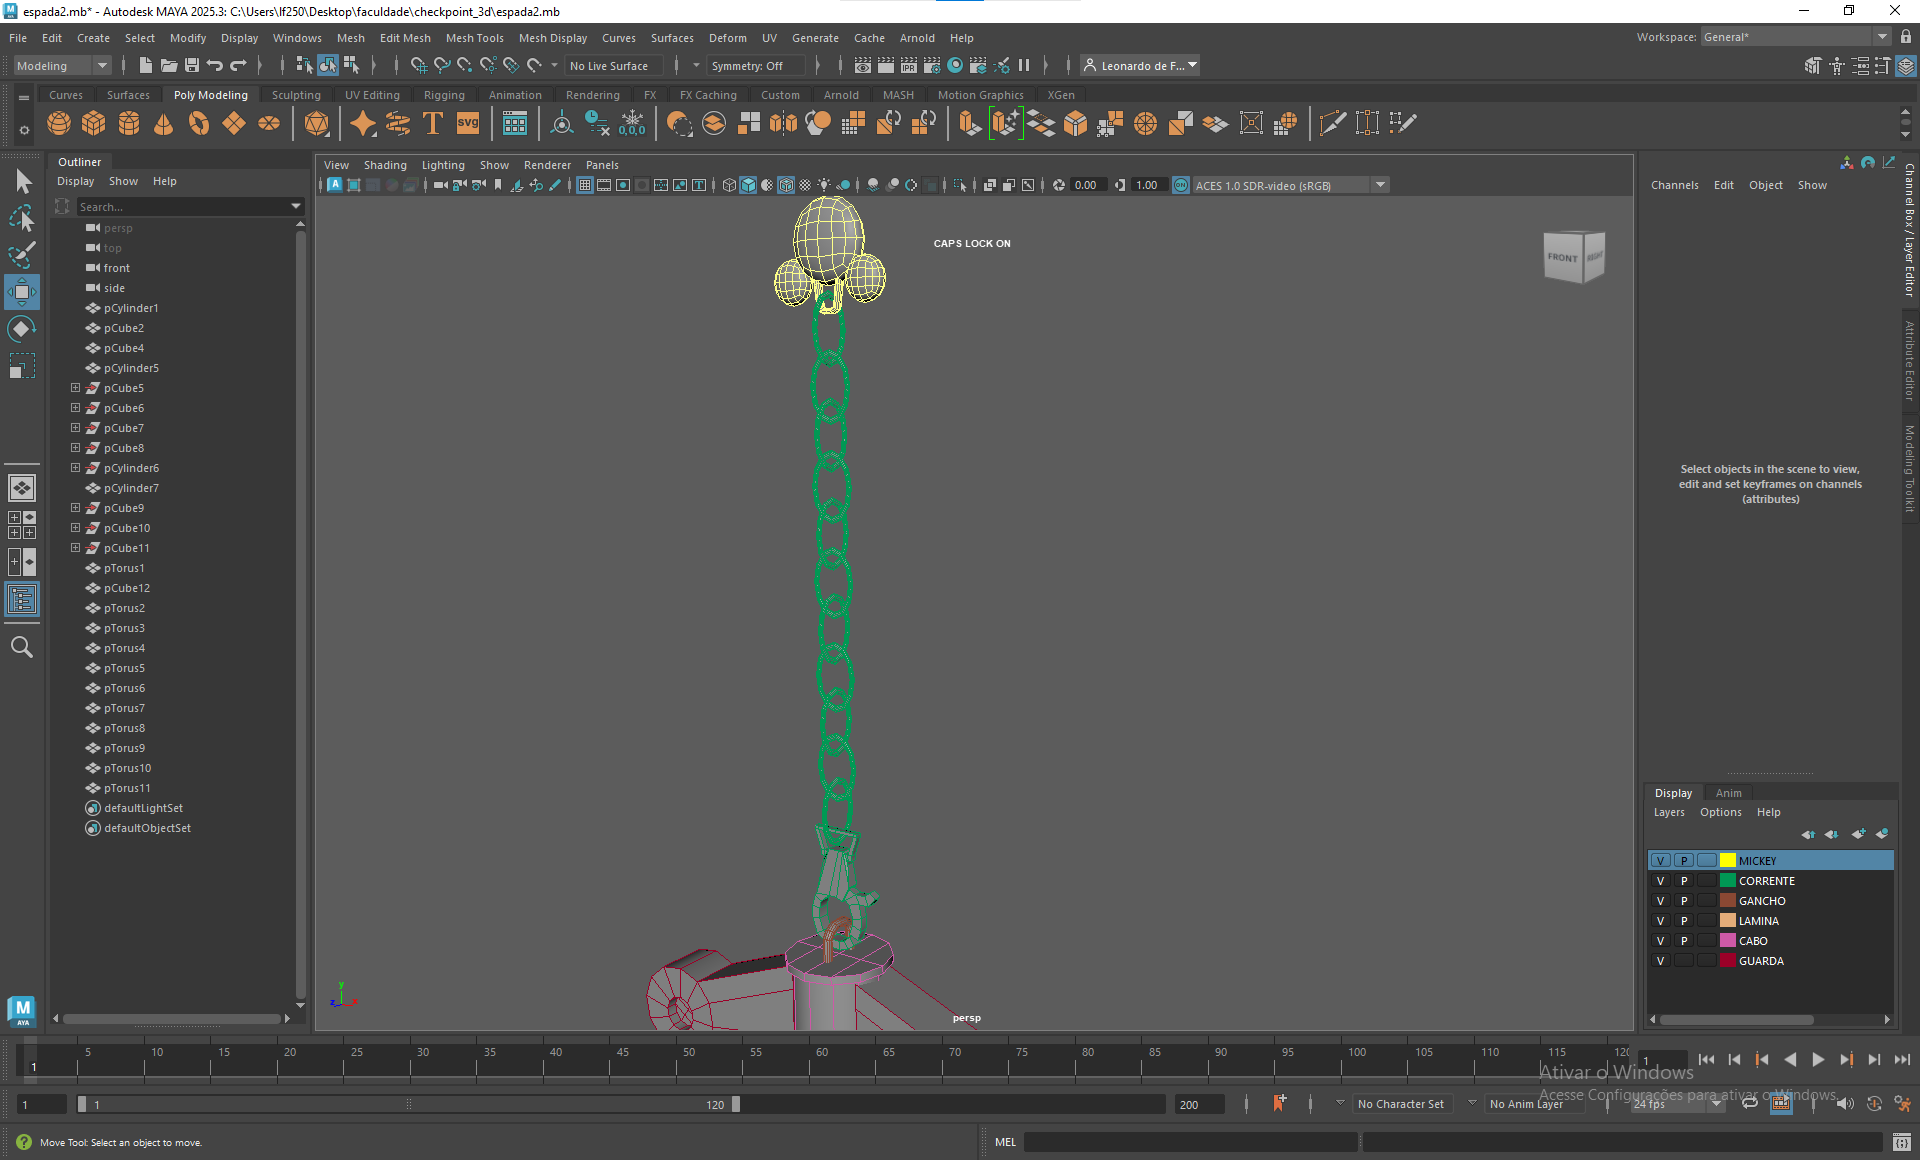 espada2.mb* - Autodesk MAYA 2025.3: C:\Users\lf250\Desktop\faculdade\checkpoint_3d\espada2.mb
File Edit Create Select Modify Display Windows Mesh Edit Mesh Mesh Tools Mesh Display Curves Surfaces Deform UV Generate Cache Arnold Help
Workspace: General*
Modeling
No Live Surface
Symmetry: Off
IPR
Leonardo de F...
Curves Surfaces Poly Modeling Sculpting UV Editing Rigging Animation Rendering FX FX Caching Custom Arnold MASH Motion Graphics XGen
T
SVG
0,0,0
Outliner
Display Show Help
Search...
persp
top
front
side
pCylinder1
pCube2
pCube4
pCylinder5
pCube5
pCube6
pCube7
pCube8
pCylinder6
pCylinder7
pCube9
pCube10
pCube11
pTorus1
pCube12
pTorus2
pTorus3
pTorus4
pTorus5
pTorus6
pTorus7
pTorus8
pTorus9
pTorus10
pTorus11
defaultLightSet
defaultObjectSet
View Shading Lighting Show Renderer Panels
0.00
1.00
ACES 1.0 SDR-video (sRGB)
CAPS LOCK ON
FRONT
RIGHT
y
z
x
persp
Channels Edit Object Show
Select objects in the scene to view,
edit and set keyframes on channels
(attributes)
Channel Box / Layer Editor
Attribute Editor
Modeling Toolkit
Display Anim
Layers Options Help
V P MICKEY
V P CORRENTE
V P GANCHO
V P LAMINA
V P CABO
V GUARDA
M
AYA
1
5 10 15 20 25 30 35 40 45 50 55 60 65 70 75 80 85 90 95 100 105 110 115 120
1
Ativar o Windows
Acesse Configurações para ativar o Windows.
1
1
120
200
No Character Set
No Anim Layer
24 fps
Move Tool: Select an object to move.
MEL